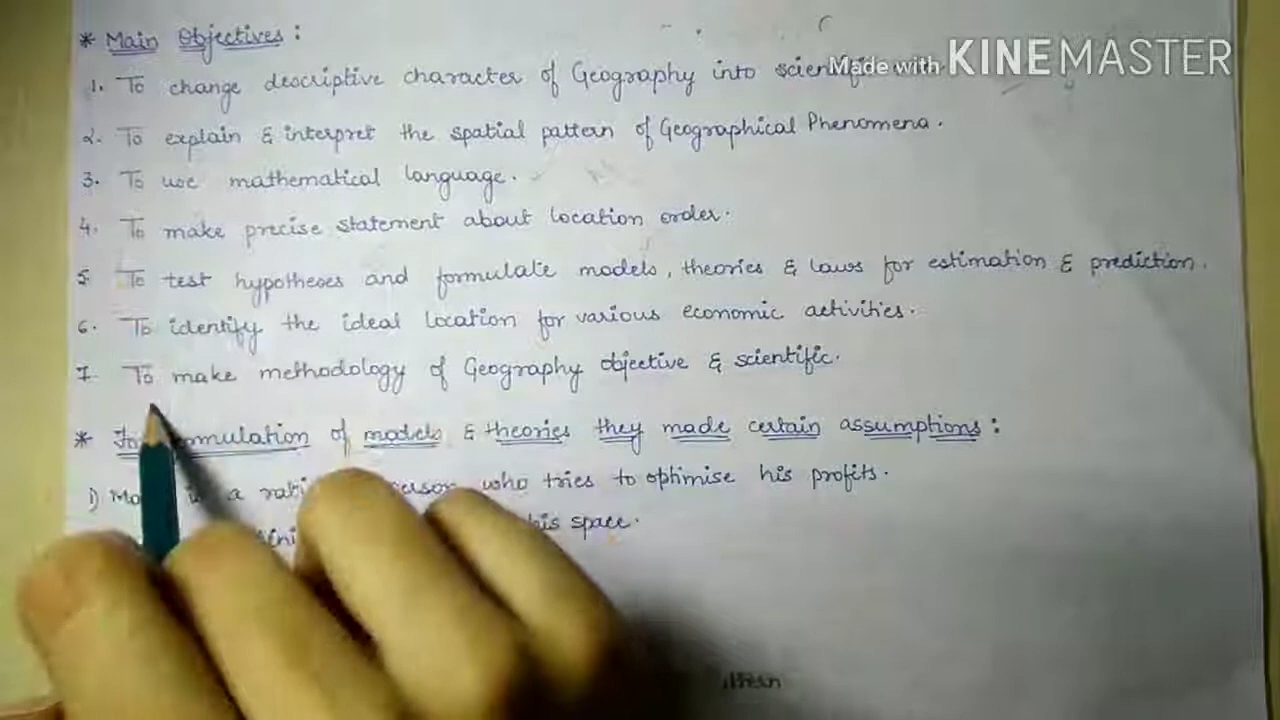 * Main Objectives :
1. To change descriptive character of Geography into
Made with KINEMASTER
2. To explain & interpret the spatial pattern of Geographical Phenomena.
3. To use mathematical language.
4. To make precise statement about location order.
5 To test hypotheses and formulate models, theories & laws for estimation & prediction.
6. To identify the ideal location for various economic activities.
7. To make methodology of Geography objective & scientific.
* of models & theories they made certain assumptions :
1) a who tries to optimise his profits.
his space.